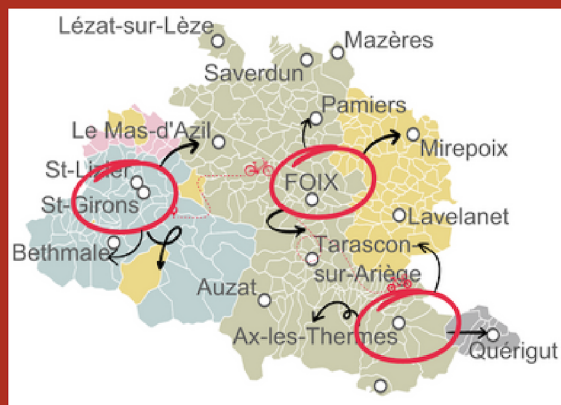 Lézat-sur-Lèze
Mazères
Saverdun
Pamiers
Le Mas-d'Azil
Mirepoix
St-Lizier
FOIX
St-Girons
Lavelanet
Bethmale
Tarascon-
sur-Ariège
Auzat
Ax-les-Thermes
Quérigut